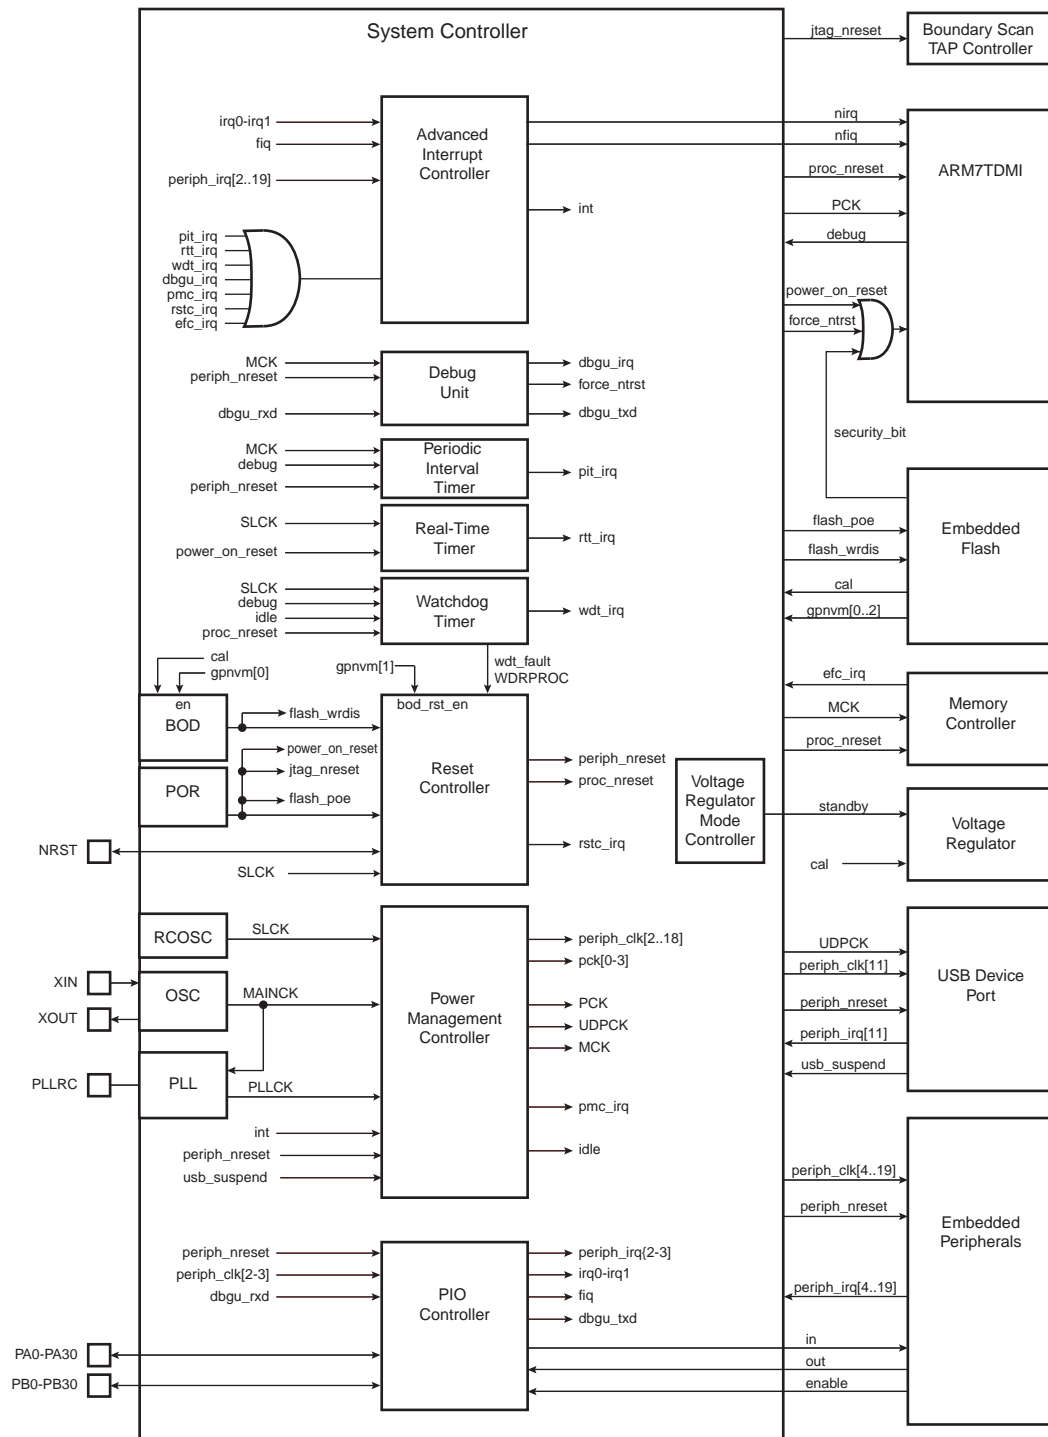 System Controller
jtag_nreset
Boundary Scan
TAP Controller
irq0-irq1
fiq
periph_irq[2..19]
Advanced
Interrupt
Controller
int
nirq
nfiq
proc_nreset
PCK
debug
ARM7TDMI
pit_irq
rtt_irq
wdt_irq
dbgu_irq
pmc_irq
rstc_irq
efc_irq
power_on_reset
force_ntrst
security_bit
MCK
periph_nreset
dbgu_rxd
Debug
Unit
dbgu_irq
force_ntrst
dbgu_txd
MCK
debug
periph_nreset
Periodic
Interval
Timer
pit_irq
SLCK
power_on_reset
Real-Time
Timer
rtt_irq
flash_poe
flash_wrdis
cal
gpnvm[0..2]
Embedded
Flash
SLCK
debug
idle
proc_nreset
Watchdog
Timer
wdt_irq
cal
gpnvm[0]
gpnvm[1]
wdt_fault
WDRPROC
en
BOD
flash_wrdis
power_on_reset
jtag_nreset
flash_poe
POR
bod_rst_en
Reset
Controller
periph_nreset
proc_nreset
rstc_irq
NRST
SLCK
efc_irq
MCK
proc_nreset
Memory
Controller
Voltage
Regulator
Mode
Controller
standby
cal
Voltage
Regulator
RCOSC
SLCK
XIN
XOUT
OSC
MAINCK
PLLRC
PLL
PLLCK
int
periph_nreset
usb_suspend
Power
Management
Controller
periph_clk[2..18]
pck[0-3]
PCK
UDPCK
MCK
pmc_irq
idle
UDPCK
periph_clk[11]
periph_nreset
periph_irq[11]
usb_suspend
USB Device
Port
periph_clk[4..19]
periph_nreset
periph_irq[4..19]
Embedded
Peripherals
periph_nreset
periph_clk[2-3]
dbgu_rxd
PIO
Controller
periph_irq{2-3]
irq0-irq1
fiq
dbgu_txd
PA0-PA30
PB0-PB30
in
out
enable